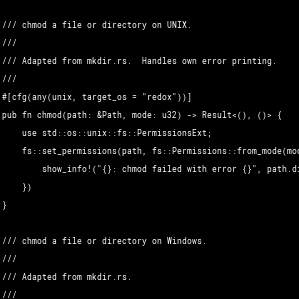 /// chmod a file or directory on UNIX.
///
/// Adapted from mkdir.rs.  Handles own error printing.
///
#[cfg(any(unix, target_os = "redox"))]
pub fn chmod(path: &Path, mode: u32) -> Result<(), ()> {
    use std::os::unix::fs::PermissionsExt;
    fs::set_permissions(path, fs::Permissions::from_mode(mod
        show_info!("{}: chmod failed with error {}", path.di
    })
}

/// chmod a file or directory on Windows.
///
/// Adapted from mkdir.rs.
///